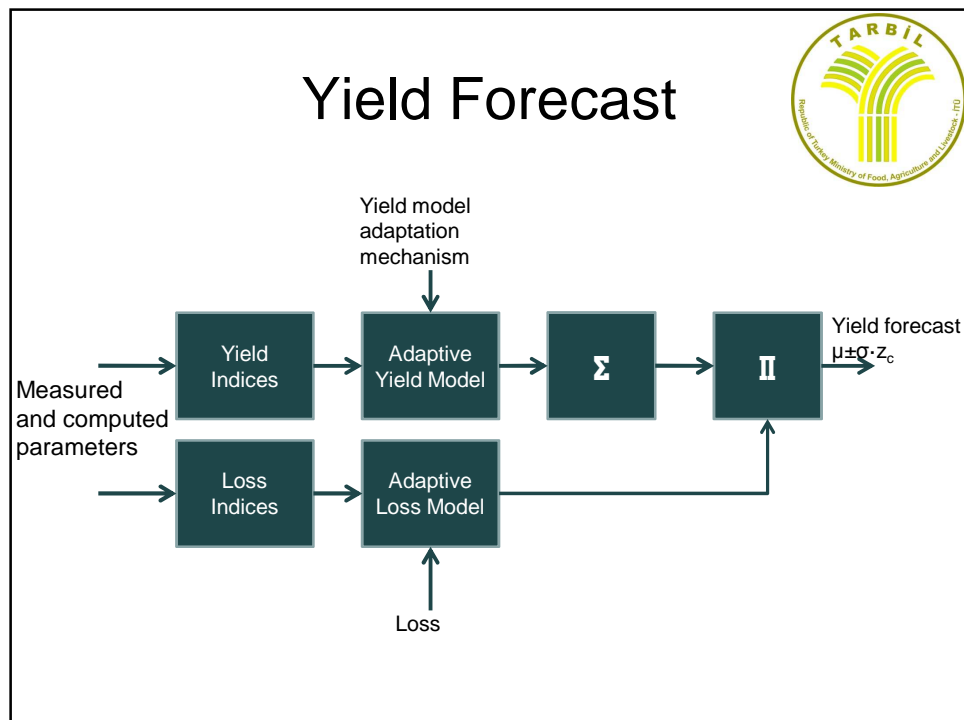 Yield Forecast
TARBİL
Republic of Turkey Ministry of Food, Agriculture and Livestock - İTÜ
Yield model
adaptation
mechanism
Measured
and computed
parameters
Yield
Indices
Adaptive
Yield Model
Σ
Π
Yield forecast
μ±σ·zc
Loss
Indices
Adaptive
Loss Model
Loss